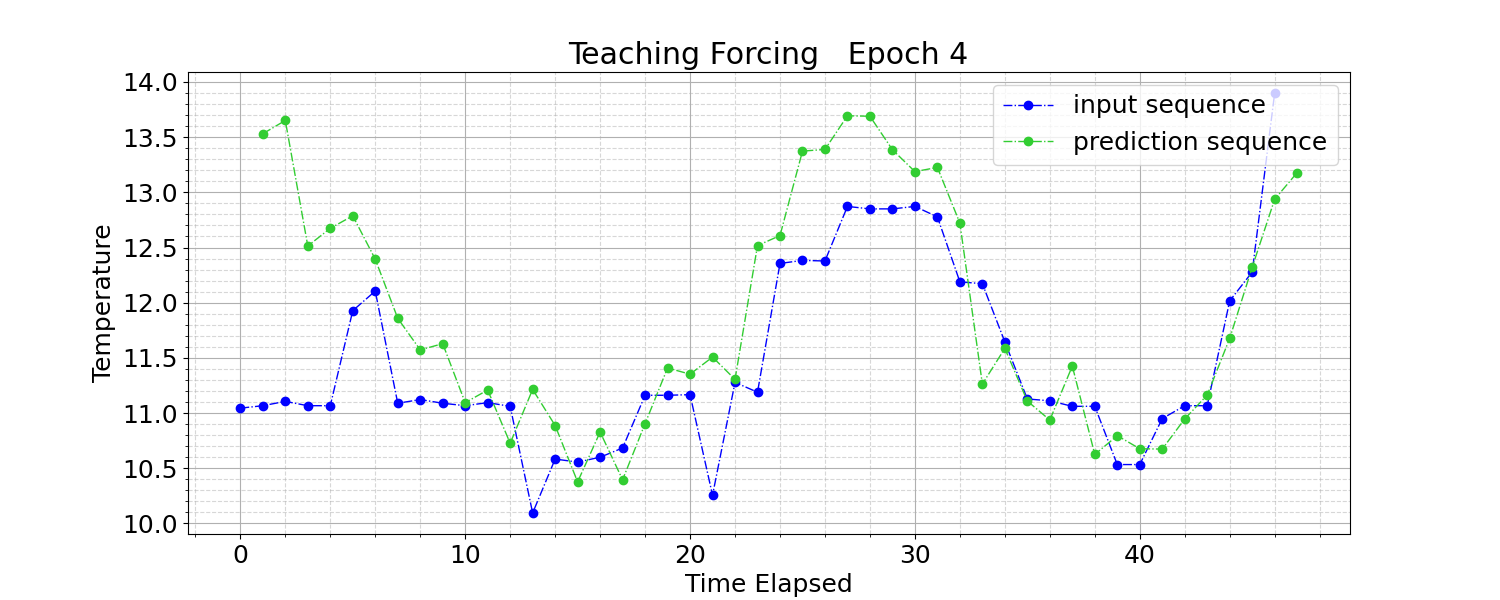 Teaching Forcing   Epoch 4
input sequence
prediction sequence
Temperature
14.0
13.5
13.0
12.5
12.0
11.5
11.0
10.5
10.0
0 10 20 30 40
Time Elapsed